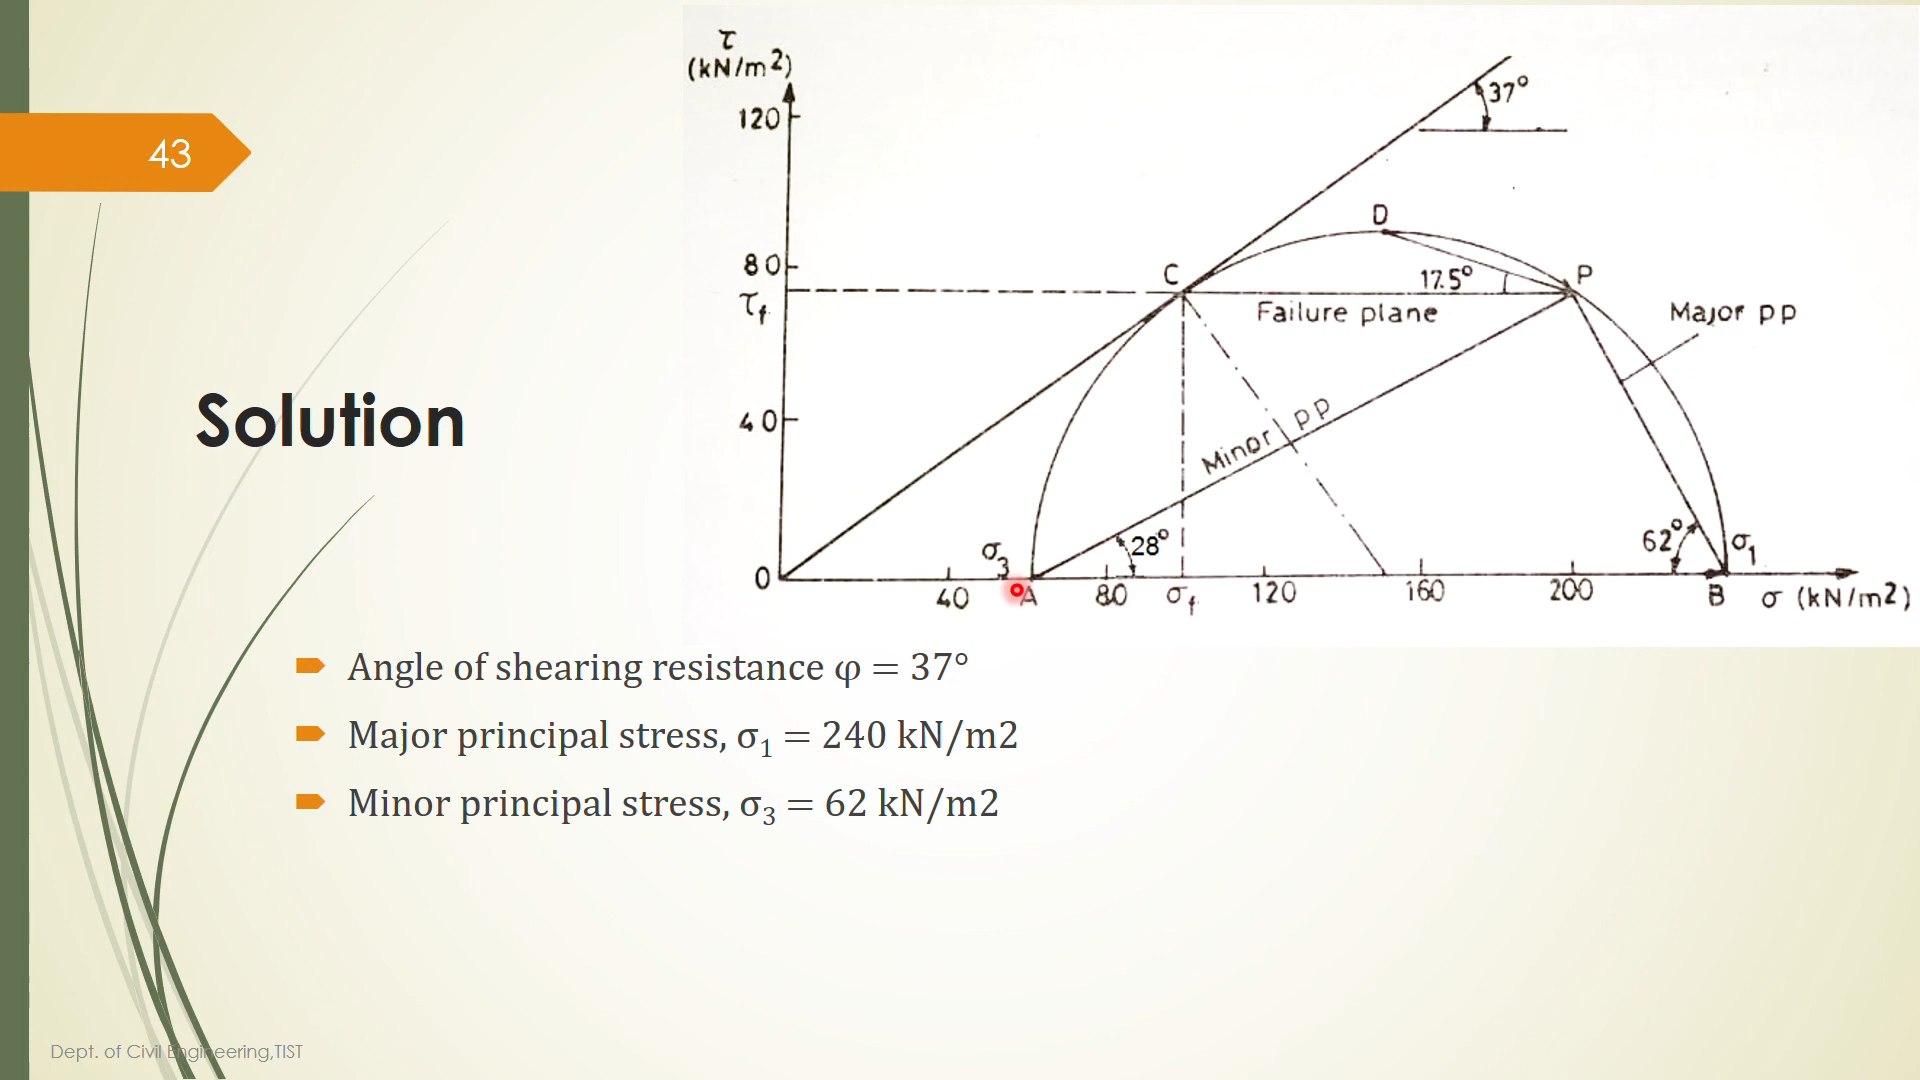 43
Solution
τ
(kN/m2)
120
80
τf
40
0
37°
D
C
17.5°
P
Failure plane
Major pp
Minor pp
28°
62°
σ3
σ1
40
A
80
σf
120
160
200
B
σ (kN/m2)
Angle of shearing resistance φ = 37°
Major principal stress, σ1 = 240 kN/m2
Minor principal stress, σ3 = 62 kN/m2
Dept. of Civil Engineering,TIST